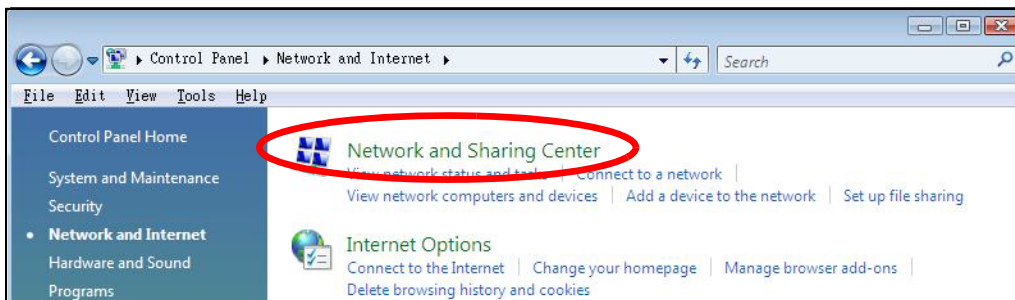 Control Panel Network and Internet
Search
File Edit View Tools Help
Control Panel Home
System and Maintenance
Security
Network and Internet
Hardware and Sound
Programs
Network and Sharing Center
View network status and tasks Connect to a network
View network computers and devices Add a device to the network Set up file sharing
Internet Options
Connect to the Internet Change your homepage Manage browser add-ons
Delete browsing history and cookies